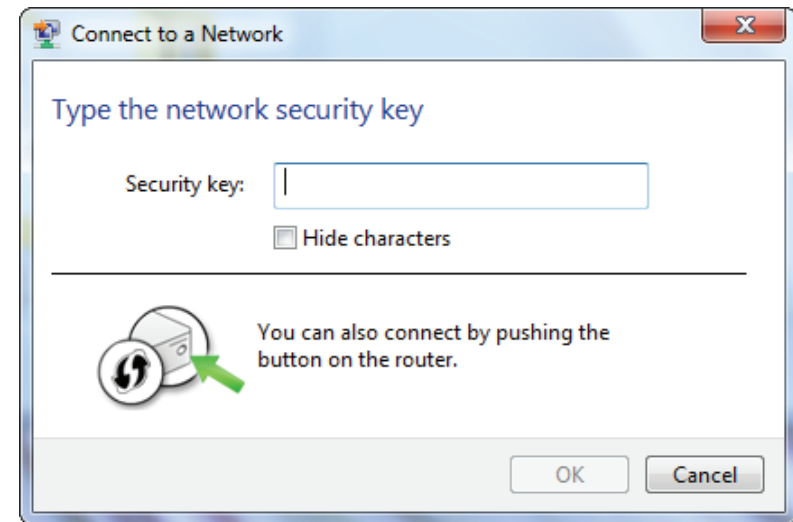 Connect to a Network
Type the network security key
Security key:
Hide characters
You can also connect by pushing the
button on the router.
OK
Cancel